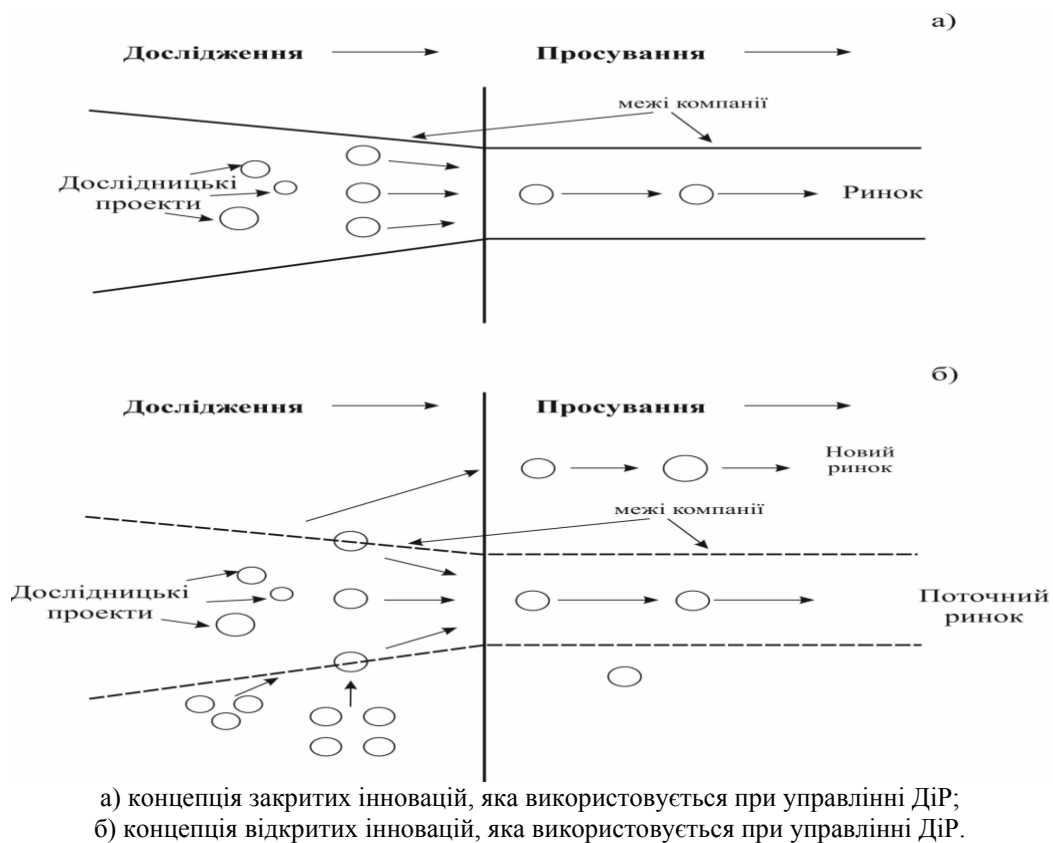 а)
Дослідження
Просування
межі компанії
Дослідницькі
проекти
Ринок
б)
Дослідження
Просування
Новий
ринок
межі компанії
Дослідницькі
проекти
Поточний
ринок
а) концепція закритих інновацій, яка використовується при управлінні ДіР;
б) концепція відкритих інновацій, яка використовується при управлінні ДіР.